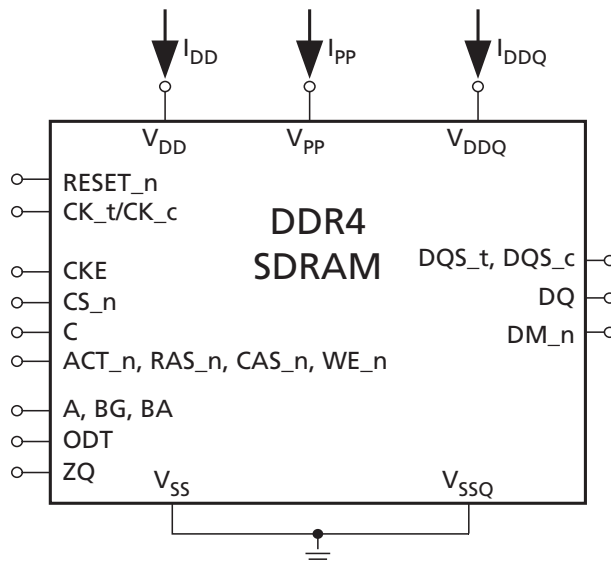 IDD
IPP
IDDQ
VDD
VPP
VDDQ
RESET_n
CK_t/CK_c
DDR4
SDRAM
DQS_t, DQS_c
CKE
DQ
CS_n
C
DM_n
ACT_n, RAS_n, CAS_n, WE_n
A, BG, BA
ODT
ZQ
VSS
VSSQ